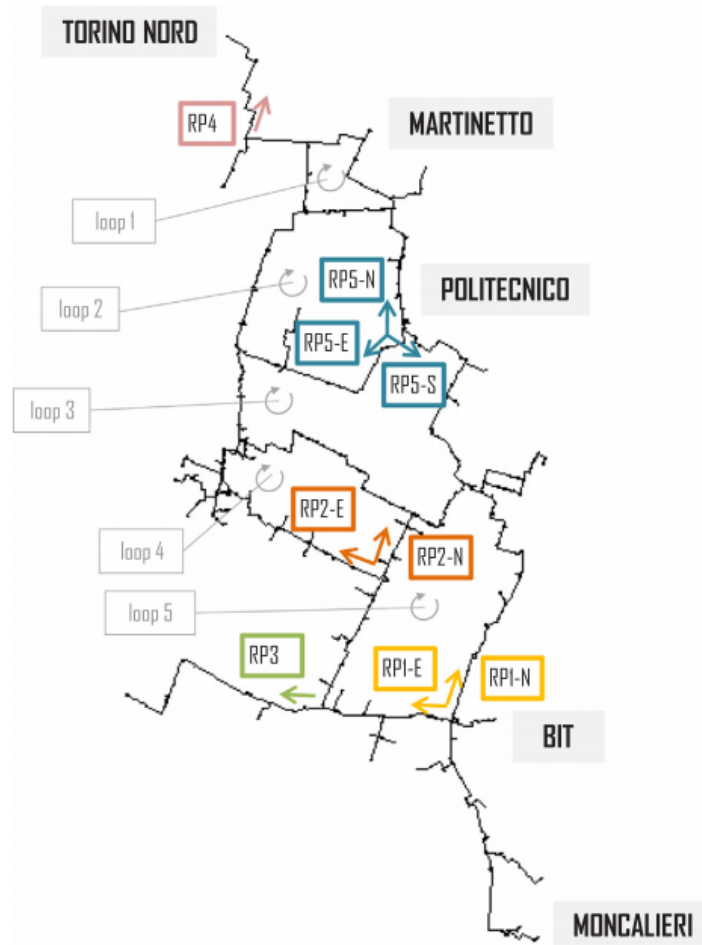 TORINO NORD
RP4
MARTINETTO
loop 1
RP5-N
POLITECNICO
loop 2
RP5-E
RP5-S
loop 3
RP2-E
RP2-N
loop 4
loop 5
RP3
RP1-E
RP1-N
BIT
MONCALIERI